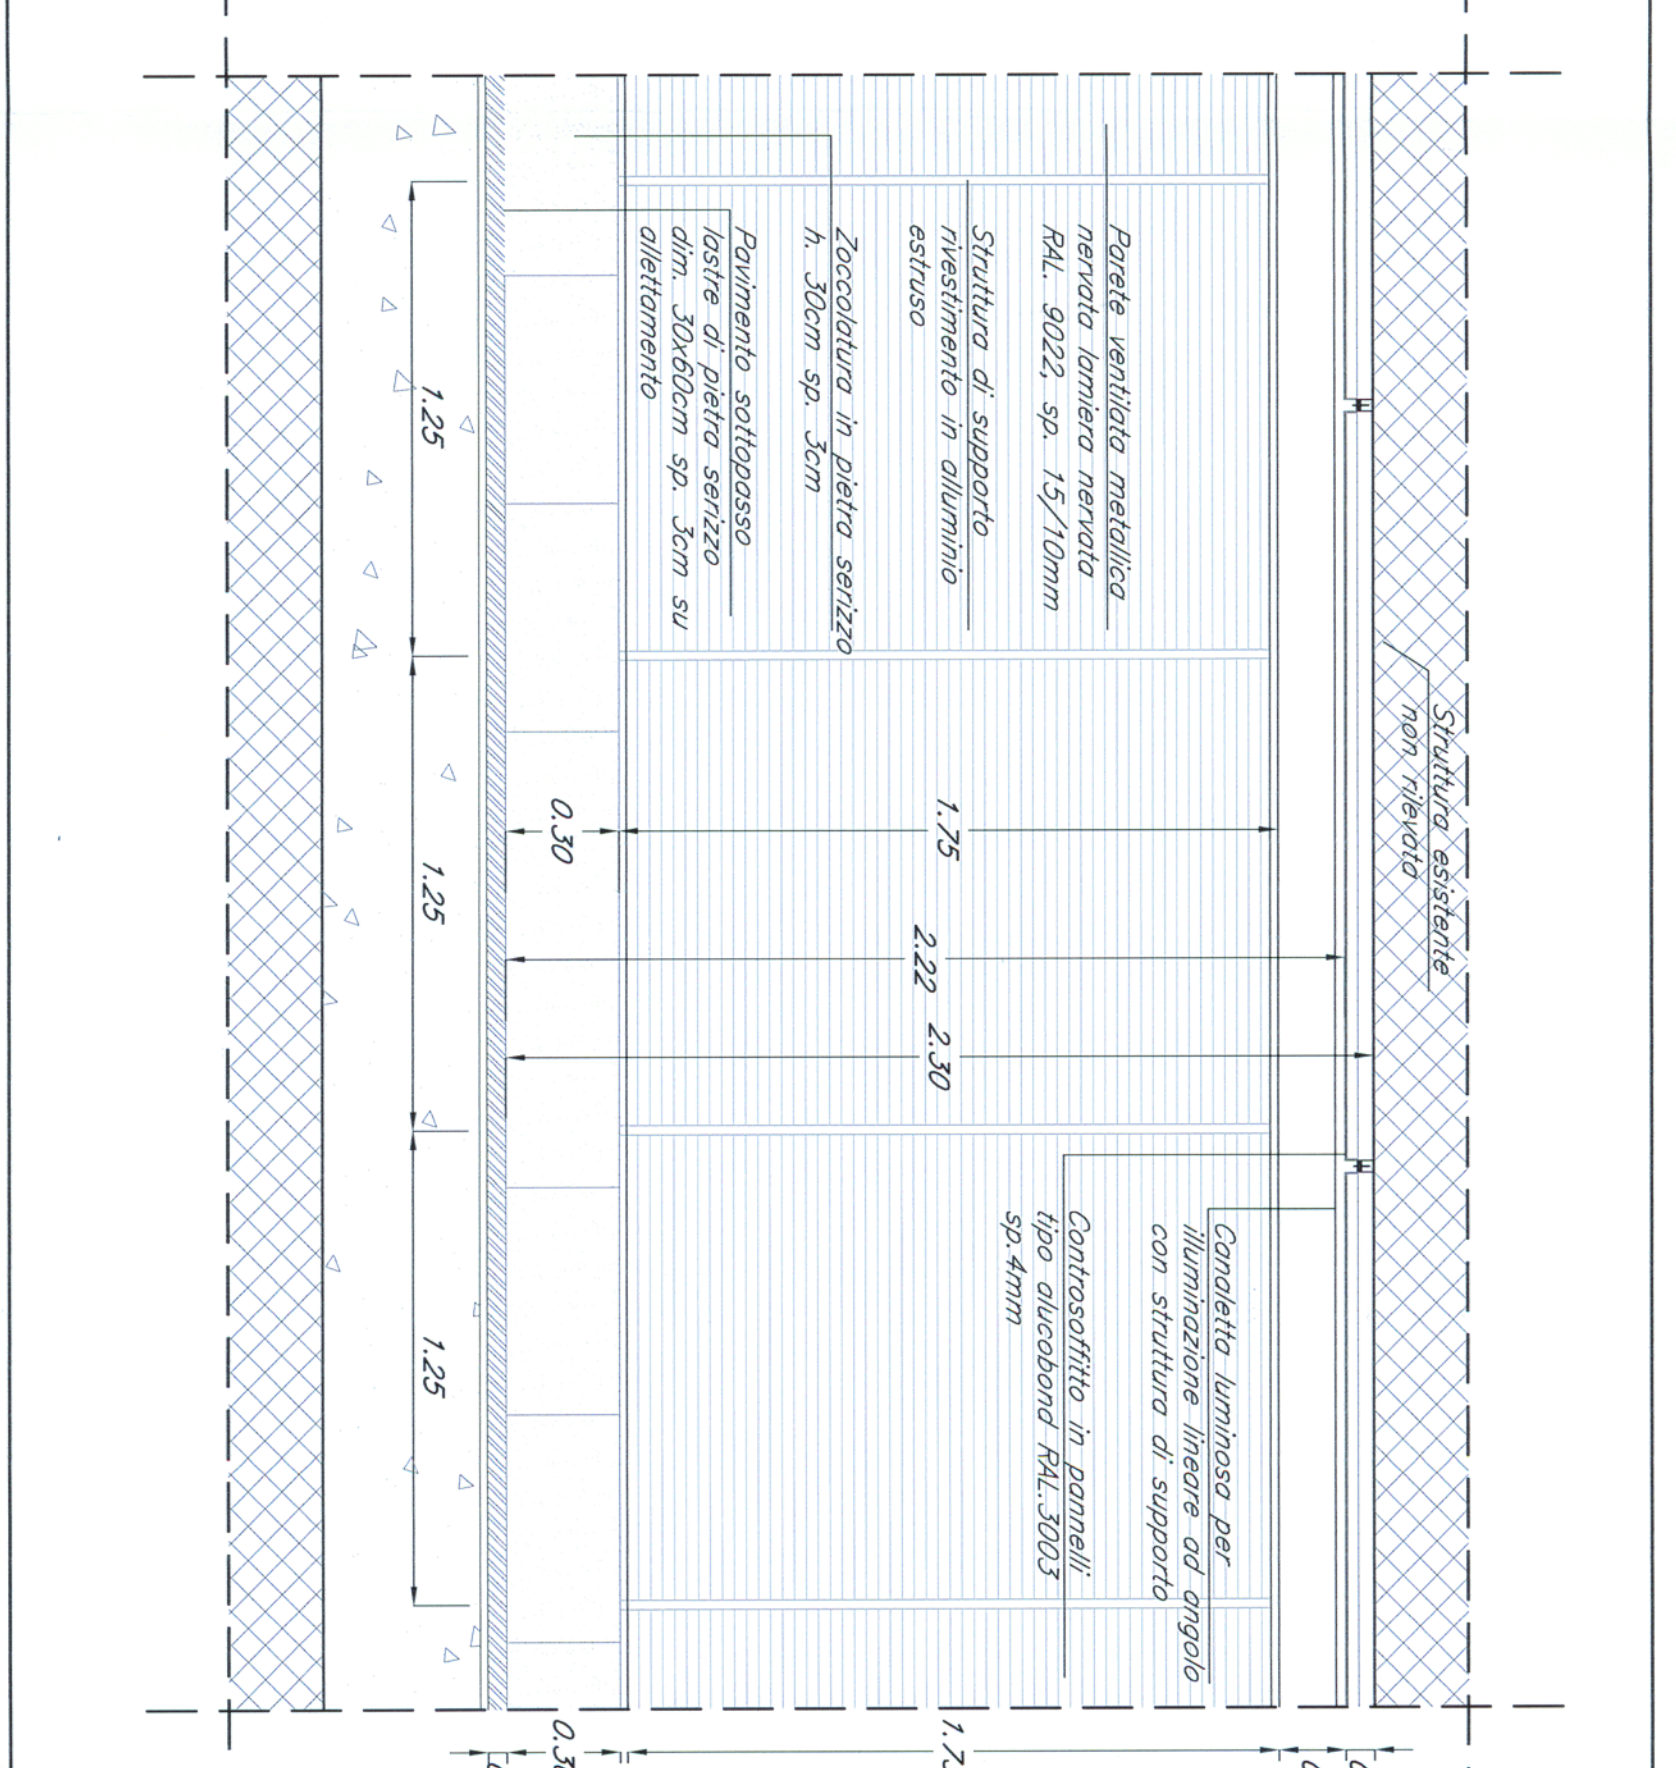 Struttura esistente
non rilevata
Parete ventilata metallica
nervata lamiera nervata
RAL. 9022, sp. 15/10mm
Struttura di supporto
rivestimento in alluminio
estruso
Zoccolatura in pietra serizzo
h. 30cm sp. 3cm
Pavimento sottopasso
lastre di pietra serizzo
dim. 30x60cm sp. 3cm su
allettamento
Canaletta luminosa per
illuminazione lineare ad angolo
con struttura di supporto
Controsoffitto in pannelli
tipo alucobond RAL.3003
sp.4mm
1.75
2.22
2.30
0.30
1.25
1.25
1.25